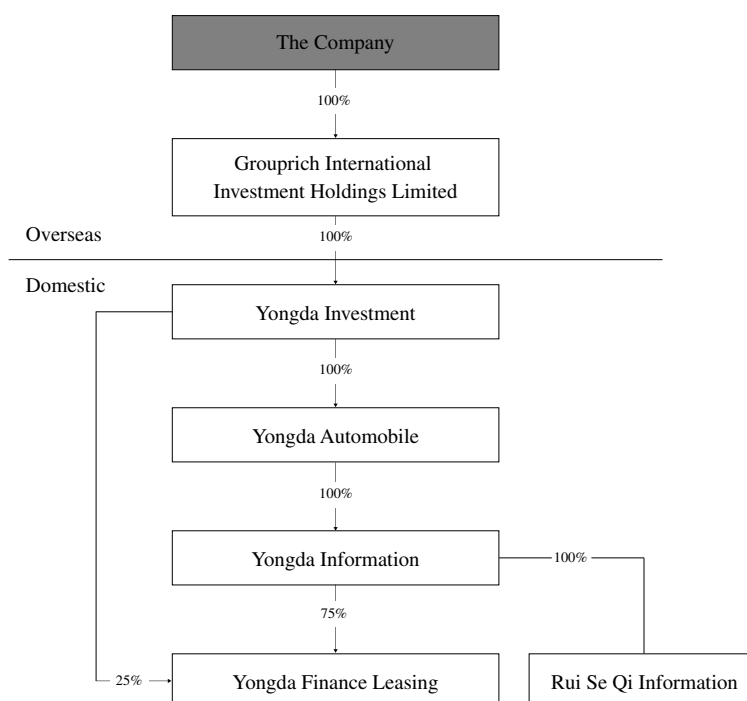 The Company
100%
Grouprich International
Investment Holdings Limited
Overseas
100%
Domestic
Yongda Investment
100%
Yongda Automobile
100%
Yongda Information
100%
75%
25%
Yongda Finance Leasing
Rui Se Qi Information